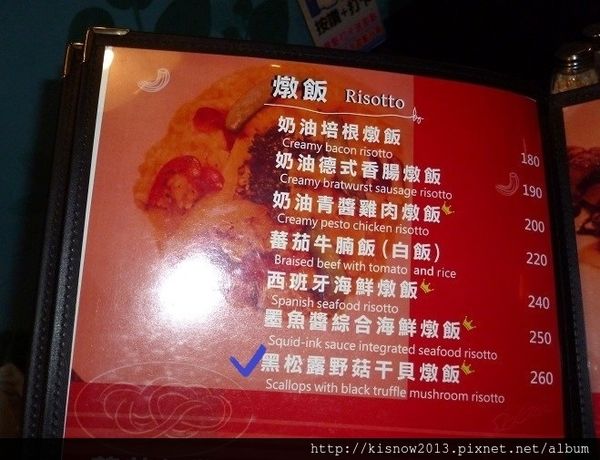 按讚+打卡
燉飯 Risotto
奶油培根燉飯
Creamy bacon risotto 180
奶油德式香腸燉飯
Creamy bratwurst sausage risotto 190
奶油青醬雞肉燉飯
Creamy pesto chicken risotto 200
蕃茄牛腩飯(白飯)
Braised beef with tomato and rice 220
西班牙海鮮燉飯
Spanish seafood risotto 240
墨魚醬綜合海鮮燉飯
Squid-ink sauce integrated seafood risotto 250
黑松露野菇干貝燉飯
Scallops with black truffle mushroom risotto 260
http://kisnow2013.pixnet.net/album